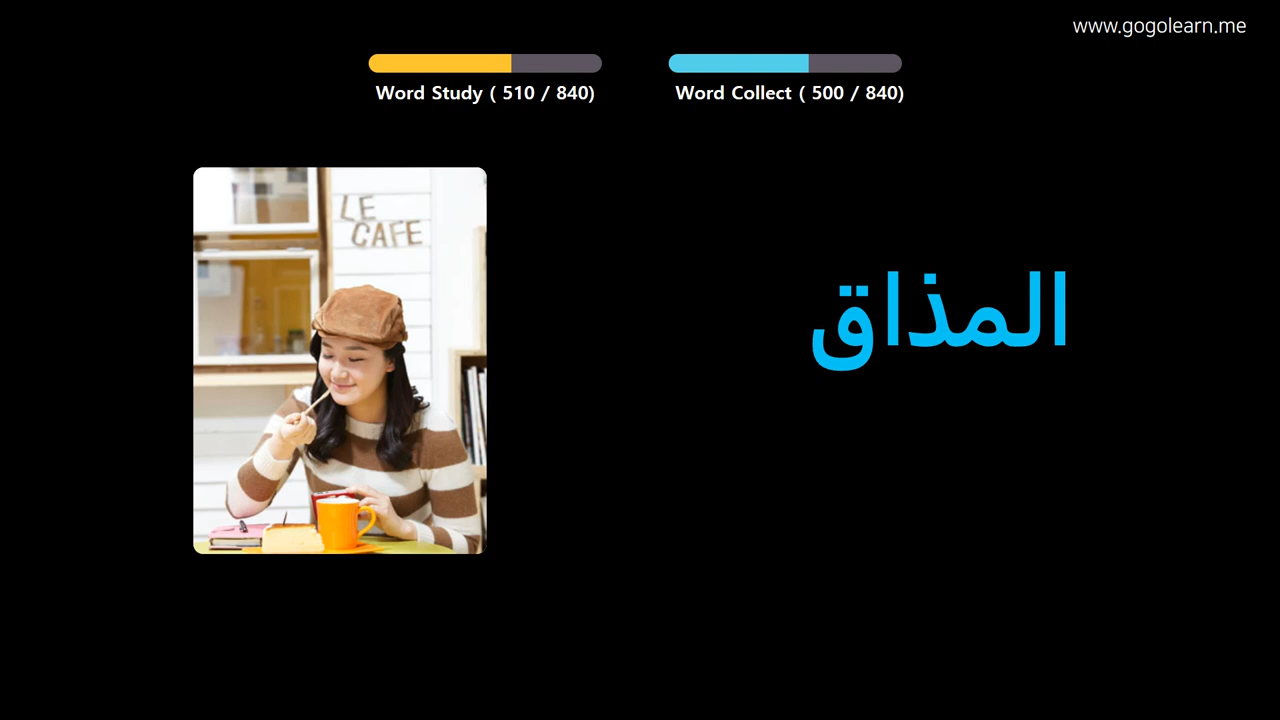 www.gogolearn.me
Word Study ( 510 / 840)
Word Collect ( 500 / 840)
LE
CAFE
المذاق